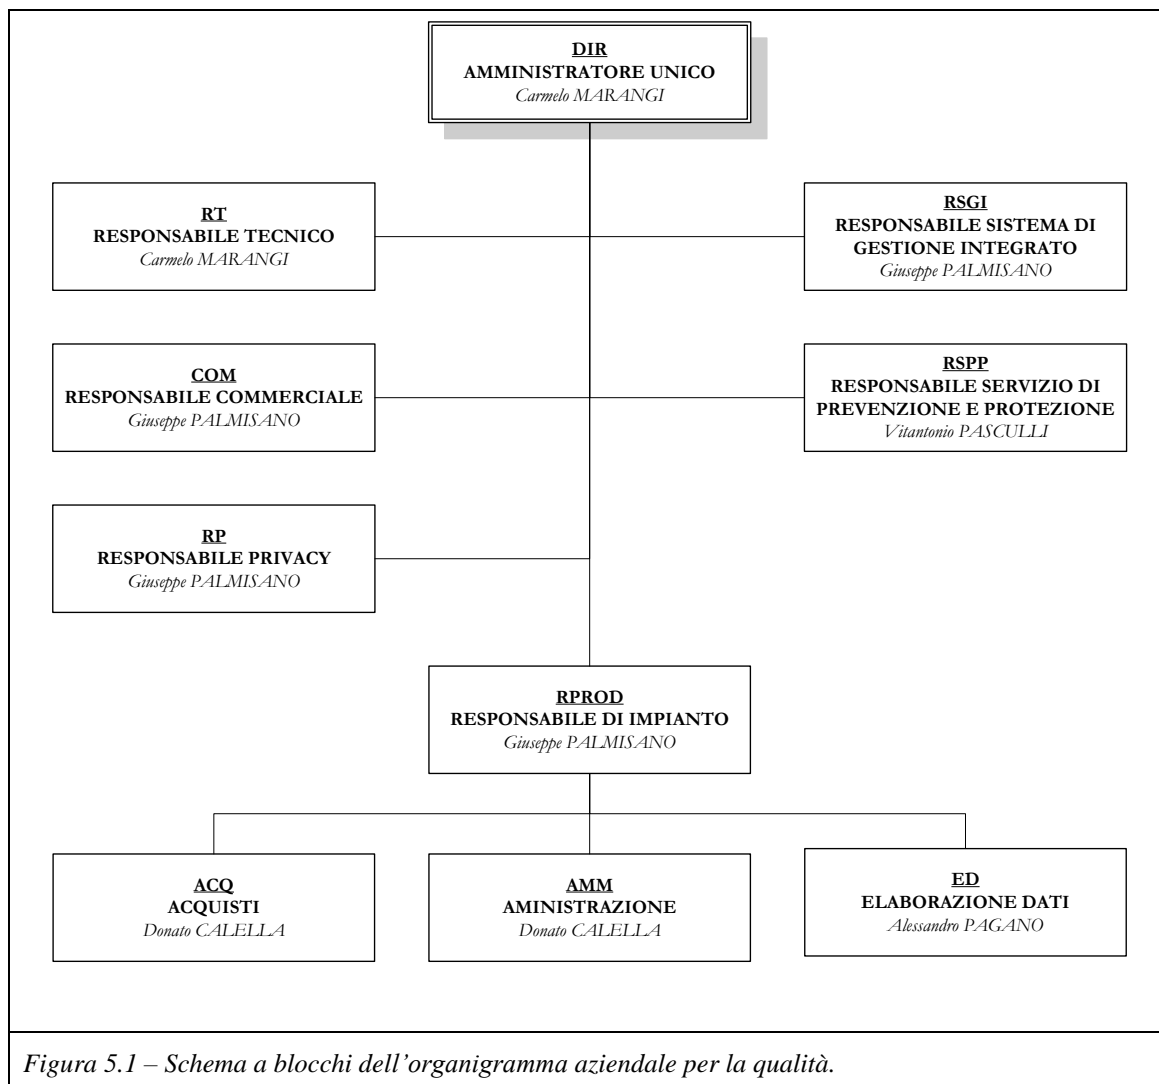 DIR
AMMINISTRATORE UNICO
Carmelo MARANGI
RT
RESPONSABILE TECNICO
Carmelo MARANGI
RSGI
RESPONSABILE SISTEMA DI
GESTIONE INTEGRATO
Giuseppe PALMISANO
COM
RESPONSABILE COMMERCIALE
Giuseppe PALMISANO
RSPP
RESPONSABILE SERVIZIO DI
PREVENZIONE E PROTEZIONE
Vitantonio PASCULLI
RP
RESPONSABILE PRIVACY
Giuseppe PALMISANO
RPROD
RESPONSABILE DI IMPIANTO
Giuseppe PALMISANO
ACQ
ACQUISTI
Donato CALELLA
AMM
AMINISTRAZIONE
Donato CALELLA
ED
ELABORAZIONE DATI
Alessandro PAGANO
Figura 5.1 – Schema a blocchi dell’organigramma aziendale per la qualità.